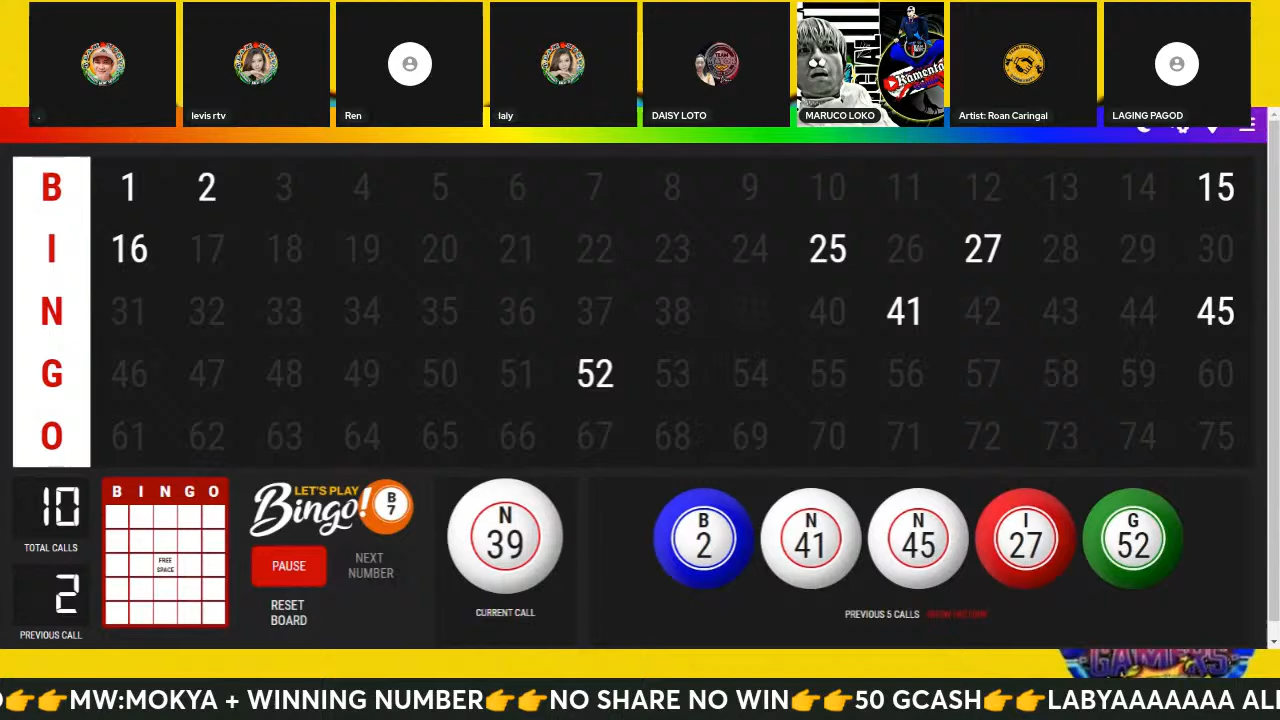 .
levis rtv
Ren
laly
DAISY LOTO
MARUCO LOKO
Artist: Roan Caringal
LAGING PAGOD
B 1 2 3 4 5 6 7 8 9 10 11 12 13 14 15
I 16 17 18 19 20 21 22 23 24 25 26 27 28 29 30
N 31 32 33 34 35 36 37 38 40 41 42 43 44 45
G 46 47 48 49 50 51 52 53 54 55 56 57 58 59 60
O 61 62 63 64 65 66 67 68 69 70 71 72 73 74 75
10
TOTAL CALLS
2
PREVIOUS CALL
B I N G O
FREE
SPACE
LET'S PLAY
Bingo!
B
7
PAUSE
NEXT
NUMBER
RESET
BOARD
N
39
CURRENT CALL
B
2
N
41
N
45
I
27
G
52
PREVIOUS 5 CALLS
GAMERS
👉👉MW:MOKYA + WINNING NUMBER👉👉NO SHARE NO WIN👉👉50 GCASH👉👉LABYAAAAAAA